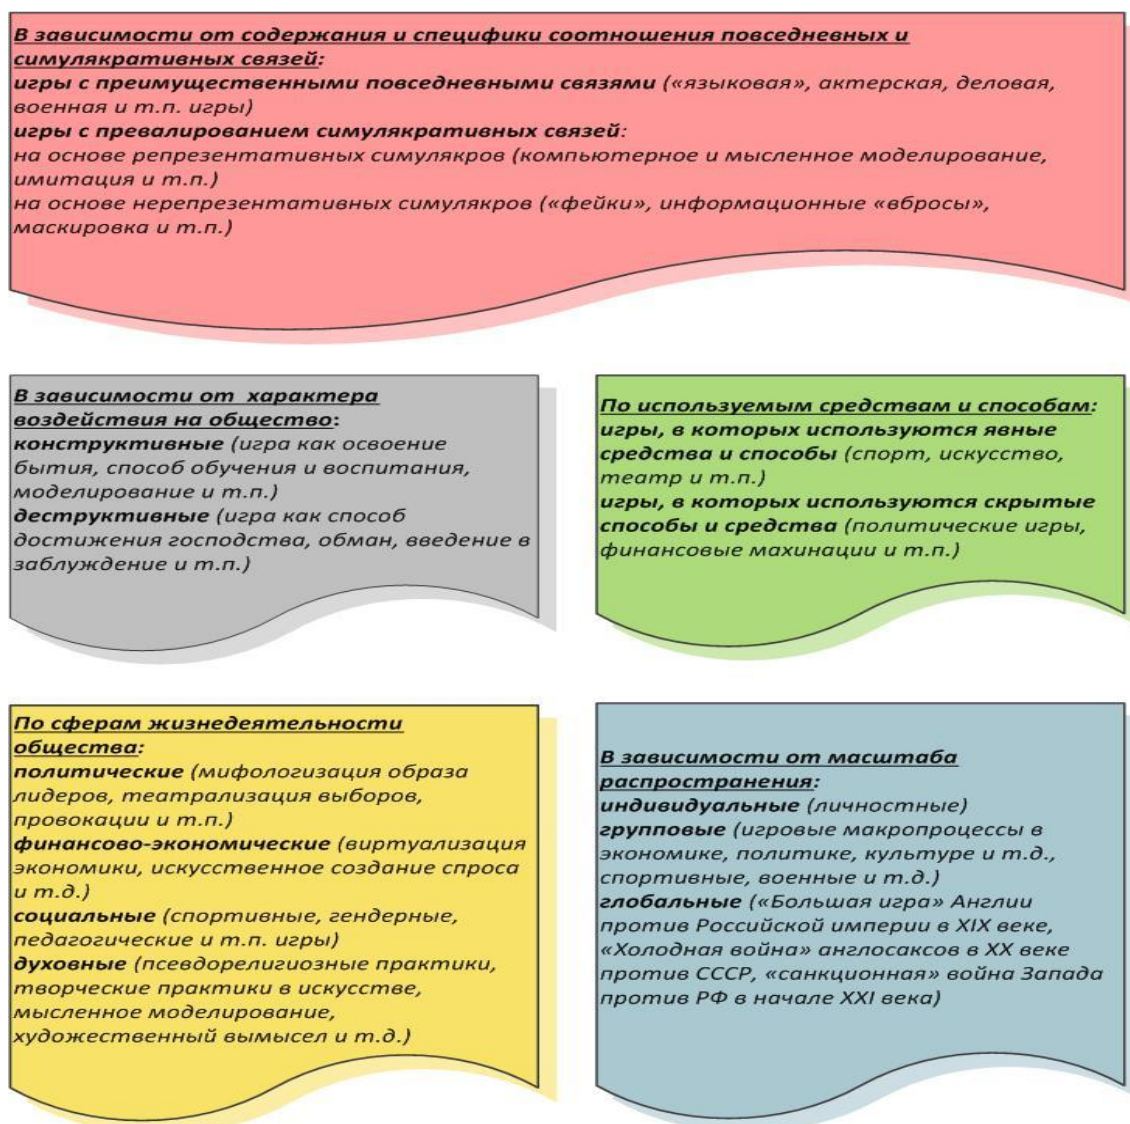 В зависимости от содержания и специфики соотношения повседневных и
симулякративных связей:
игры с преимущественными повседневными связями («языковая», актерская, деловая,
военная и т.п. игры)
игры с превалированием симулякративных связей:
на основе репрезентативных симулякров (компьютерное и мысленное моделирование,
имитация и т.п.)
на основе нерепрезентативных симулякров («фейки», информационные «вбросы»,
маскировка и т.п.)
В зависимости от характера
воздействия на общество:
конструктивные (игра как освоение
бытия, способ обучения и воспитания,
моделирование и т.п.)
деструктивные (игра как способ
достижения господства, обман, введение в
заблуждение и т.п.)
По используемым средствам и способам:
игры, в которых используются явные
средства и способы (спорт, искусство,
театр и т.п.)
игры, в которых используются скрытые
способы и средства (политические игры,
финансовые махинации и т.п.)
По сферам жизнедеятельности
общества:
политические (мифологизация образа
лидеров, театрализация выборов,
провокации и т.п.)
финансово-экономические (виртуализация
экономики, искусственное создание спроса
и т.д.)
социальные (спортивные, гендерные,
педагогические и т.п. игры)
духовные (псевдорелигиозные практики,
творческие практики в искусстве,
мысленное моделирование,
художественный вымысел и т.д.)
В зависимости от масштаба
распространения:
индивидуальные (личностные)
групповые (игровые макропроцессы в
экономике, политике, культуре и т.д.,
спортивные, военные и т.д.)
глобальные («Большая игра» Англии
против Российской империи в XIX веке,
«Холодная война» англосаксов в XX веке
против СССР, «санкционная» война Запада
против РФ в начале XXI века)